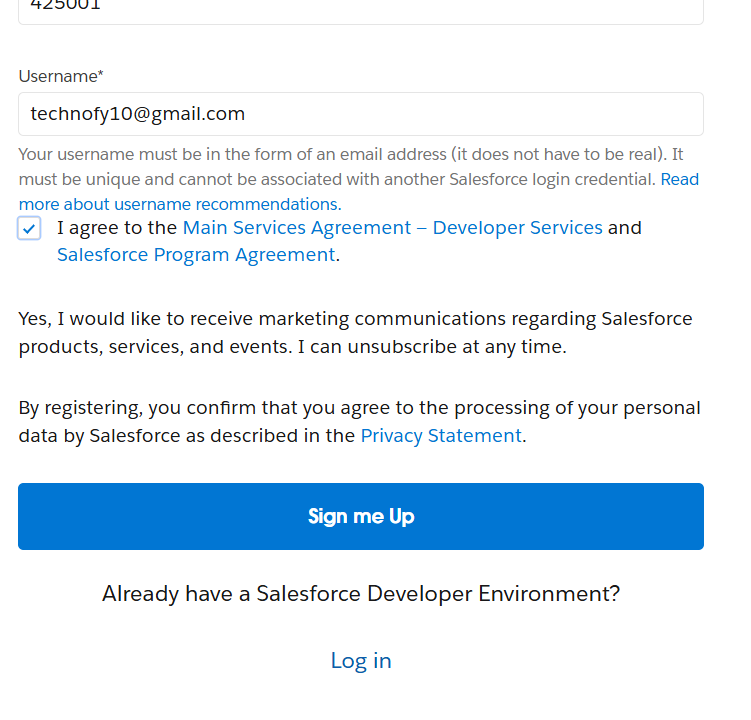 425001
Username*
technofy10@gmail.com
Your username must be in the form of an email address (it does not have to be real). It
must be unique and cannot be associated with another Salesforce login credential. Read
more about username recommendations.
I agree to the Main Services Agreement – Developer Services and
Salesforce Program Agreement.
Yes, I would like to receive marketing communications regarding Salesforce
products, services, and events. I can unsubscribe at any time.
By registering, you confirm that you agree to the processing of your personal
data by Salesforce as described in the Privacy Statement.
Sign me Up
Already have a Salesforce Developer Environment?
Log in